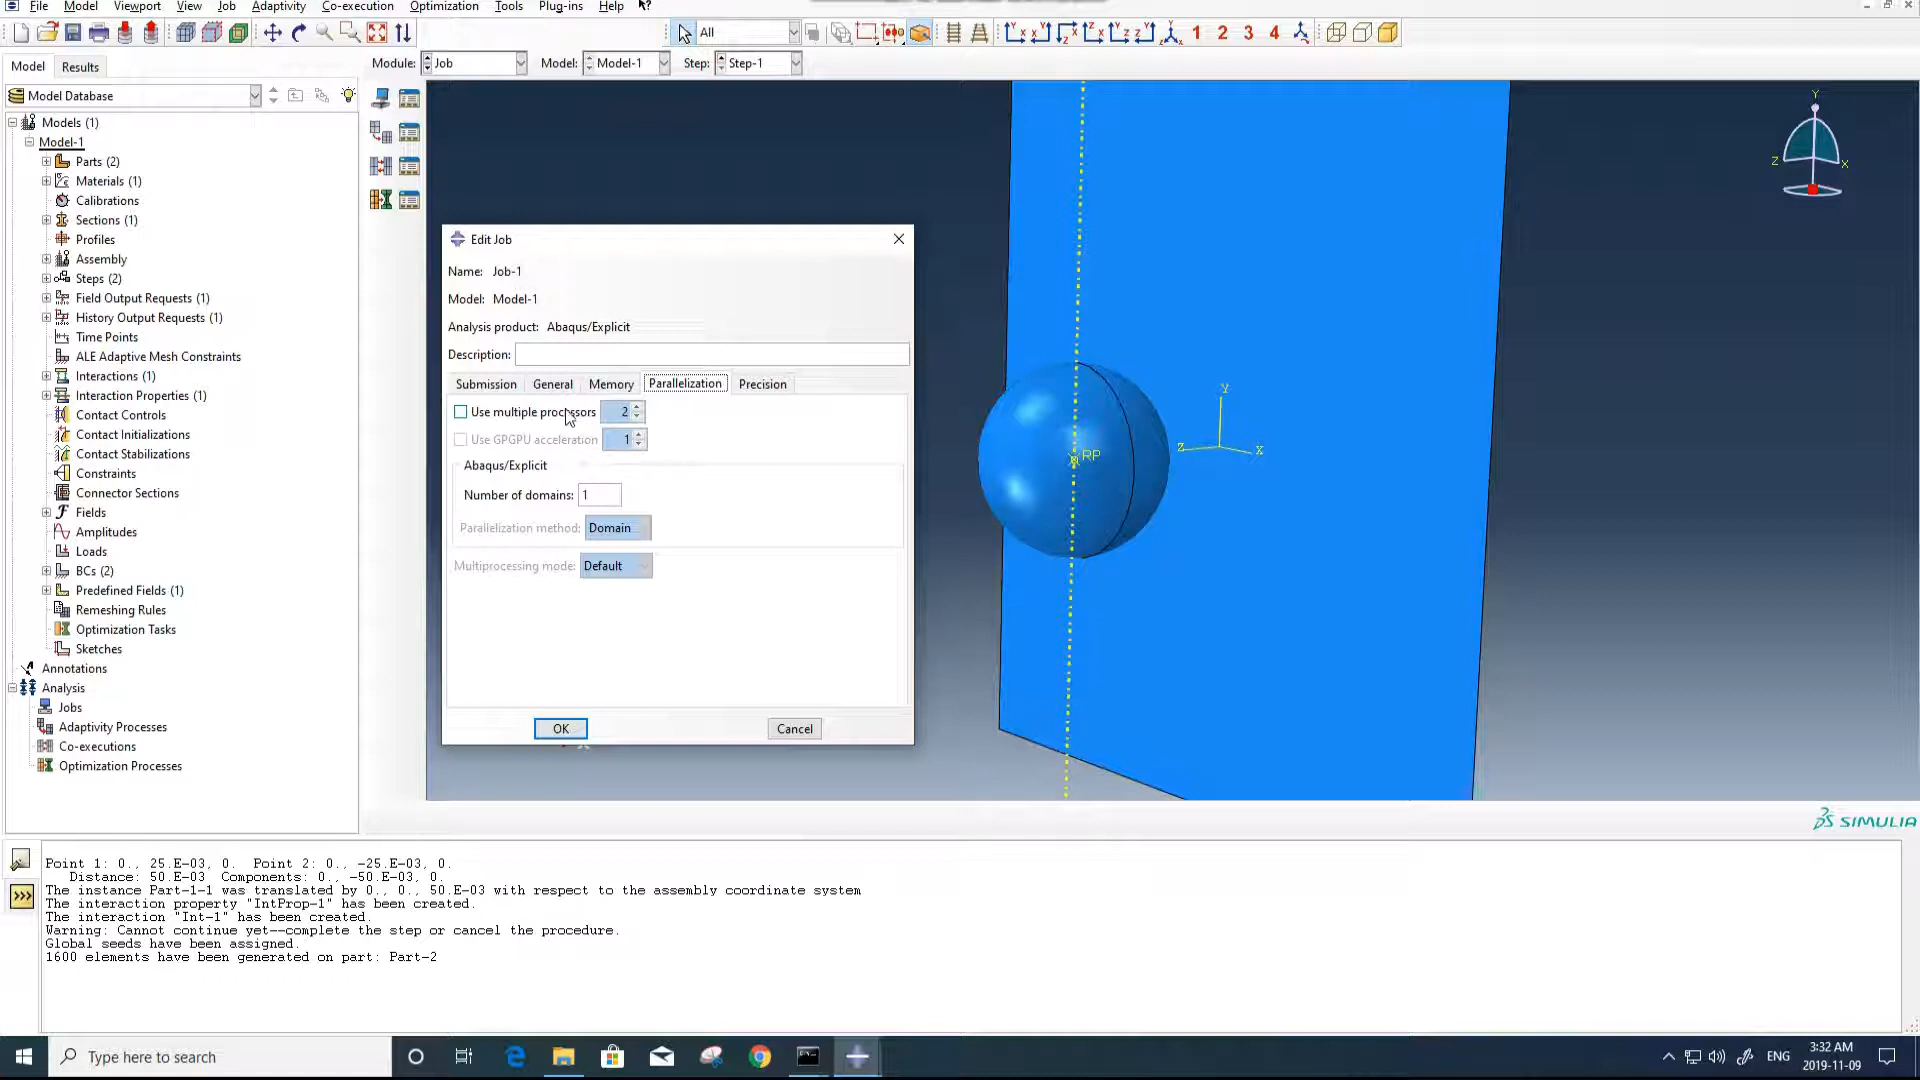 File Model Viewport View Job Adaptivity Co-execution Optimization Tools Plug-ins Help
All
1 2 3 4
Model Results Module: Job Model: Model-1 Step: Step-1
Model Database
Models (1)
Model-1
Parts (2)
Materials (1)
Calibrations
Sections (1)
Profiles
Assembly
Steps (2)
Field Output Requests (1)
History Output Requests (1)
Time Points
ALE Adaptive Mesh Constraints
Interactions (1)
Interaction Properties (1)
Contact Controls
Contact Initializations
Contact Stabilizations
Constraints
Connector Sections
Fields
Amplitudes
Loads
BCs (2)
Predefined Fields (1)
Remeshing Rules
Optimization Tasks
Sketches
Annotations
Analysis
Jobs
Adaptivity Processes
Co-executions
Optimization Processes
Edit Job
Name: Job-1
Model: Model-1
Analysis product: Abaqus/Explicit
Description:
Submission General Memory Parallelization Precision
Use multiple processors 2
Use GPGPU acceleration 1
Abaqus/Explicit
Number of domains: 1
Parallelization method: Domain
Multiprocessing mode: Default
OK Cancel
Y
Z X
RP
Y
Z X
SIMULIA
Point 1: 0., 25.E-03, 0. Point 2: 0., -25.E-03, 0.
Distance: 50.E-03 Components: 0., -50.E-03, 0.
The instance Part-1-1 was translated by 0., 0., 50.E-03 with respect to the assembly coordinate system
The interaction property "IntProp-1" has been created.
The interaction "Int-1" has been created.
Warning: Cannot continue yet--complete the step or cancel the procedure.
Global seeds have been assigned.
1600 elements have been generated on part: Part-2
Type here to search
ENG
3:32 AM
2019-11-09